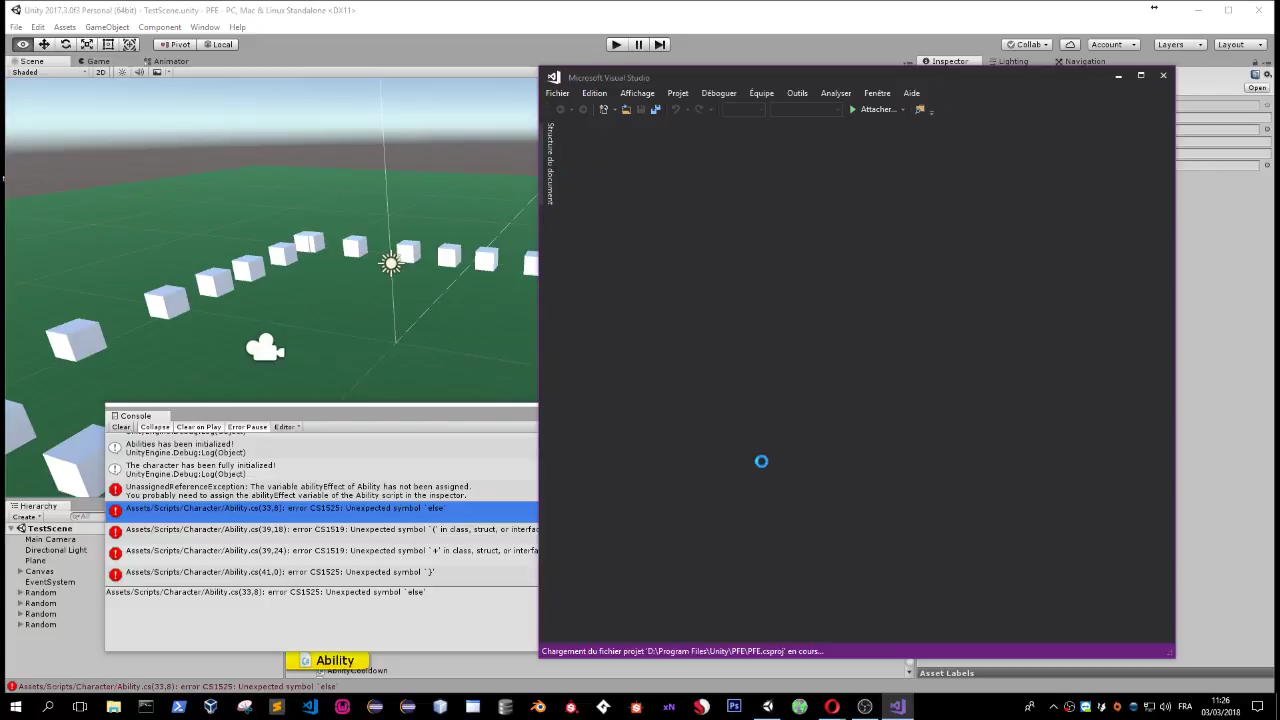 Unity 2017.3.0f3 Personal (64bit) - TestScene.unity - PFE - PC, Mac & Linux Standalone <DX11>
File Edit Assets GameObject Component Window Help
Pivot Local Collab Account Layers Layout
Scene Game Animator Inspector Lighting Navigation
Shaded 2D
Open
Microsoft Visual Studio
Fichier Edition Affichage Projet Déboguer Équipe Outils Analyser Fenêtre Aide
Attacher...
Structure du document
Console
Clear Collapse Clear on Play Error Pause Editor
UnityEngine.Debug:Log(Object)
Abilities has been initialized!
UnityEngine.Debug:Log(Object)
The character has been fully initialized!
UnityEngine.Debug:Log(Object)
UnassignedReferenceException: The variable abilityEffect of Ability has not been assigned.
You probably need to assign the abilityEffect variable of the Ability script in the inspector.
Assets/Scripts/Character/Ability.cs(33,8): error CS1525: Unexpected symbol `else'
Assets/Scripts/Character/Ability.cs(39,18): error CS1519: Unexpected symbol `(' in class, struct, or interfa
Assets/Scripts/Character/Ability.cs(39,24): error CS1519: Unexpected symbol `+' in class, struct, or interfa
Assets/Scripts/Character/Ability.cs(41,0): error CS1525: Unexpected symbol `}'
Assets/Scripts/Character/Ability.cs(33,8): error CS1525: Unexpected symbol `else'
Hierarchy
Create All
TestScene
Main Camera
Directional Light
Plane
Canvas
EventSystem
Random
Random
Random
Random
Chargement du fichier projet 'D:\Program Files\Unity\PFE\PFE.csproj' en cours...
Ability
AbilityCooldown
Asset Labels
Assets/Scripts/Character/Ability.cs(33,8): error CS1525: Unexpected symbol `else'
FRA
11:26
03/03/2018